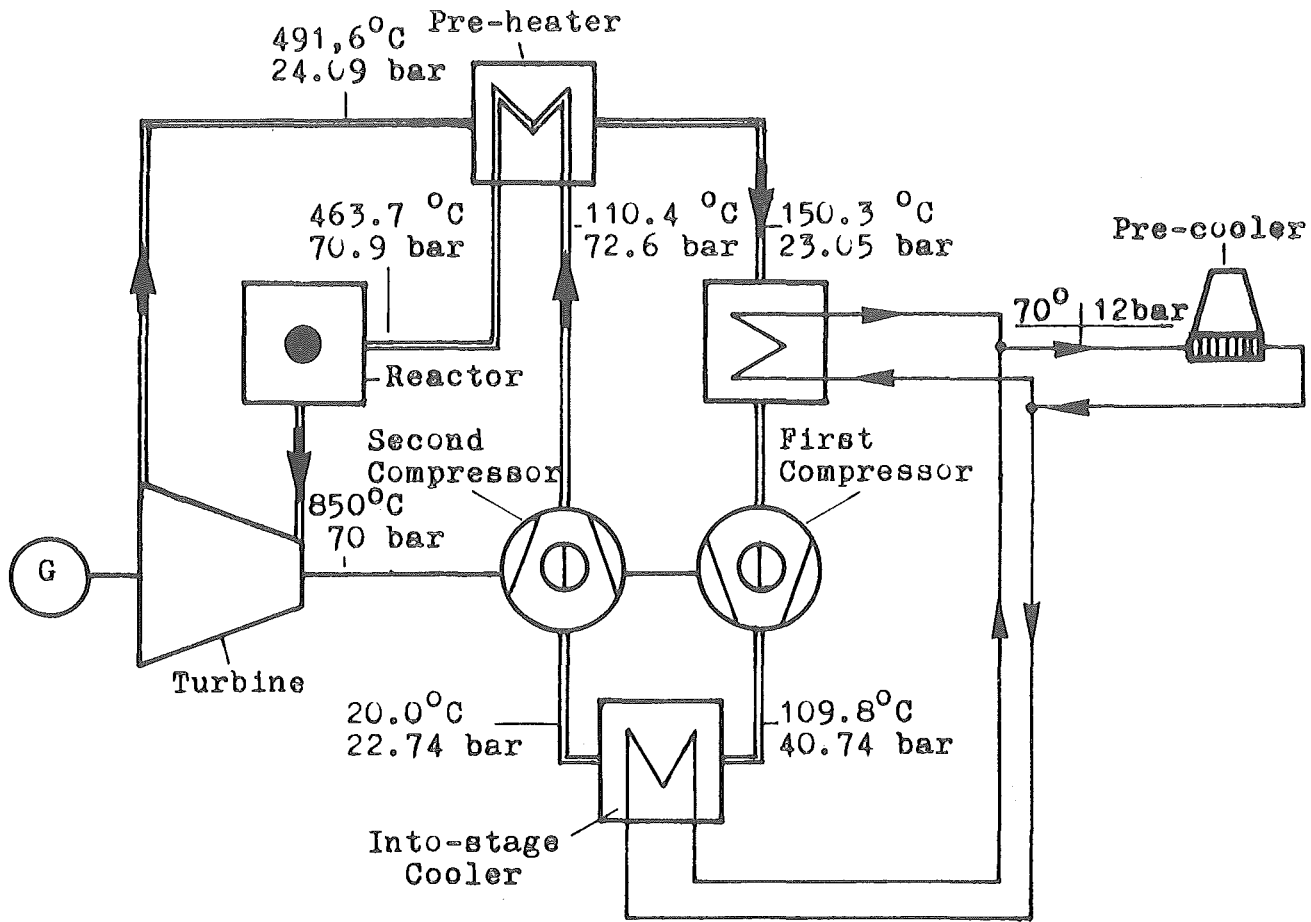 Pre-heater
491,6°C
24.09 bar
463.7 °C
70.9 bar
110.4 °C
72.6 bar
150.3 °C
23.05 bar
Pre-cooler
70° 12bar
Reactor
Second
Compressor
First
Compressor
850°C
70 bar
G
Turbine
20.0°C
22.74 bar
109.8°C
40.74 bar
Into-stage
Cooler